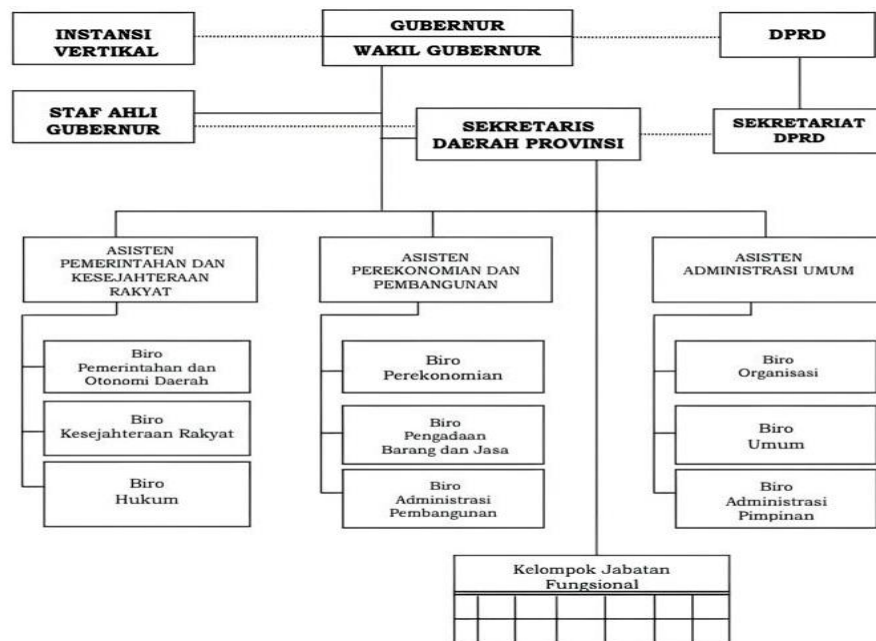 INSTANSI
VERTIKAL
GUBERNUR
WAKIL GUBERNUR
DPRD
STAF AHLI
GUBERNUR
SEKRETARIS
DAERAH PROVINSI
SEKRETARIAT
DPRD
ASISTEN
PEMERINTAHAN DAN
KESEJAHTERAAN
RAKYAT
ASISTEN
PEREKONOMIAN DAN
PEMBANGUNAN
ASISTEN
ADMINISTRASI UMUM
Biro
Pemerintahan dan
Otonomi Daerah
Biro
Perekonomian
Biro
Organisasi
Biro
Kesejahteraan Rakyat
Biro
Pengadaan
Barang dan Jasa
Biro
Umum
Biro
Hukum
Biro
Administrasi
Pembangunan
Biro
Administrasi
Pimpinan
Kelompok Jabatan
Fungsional